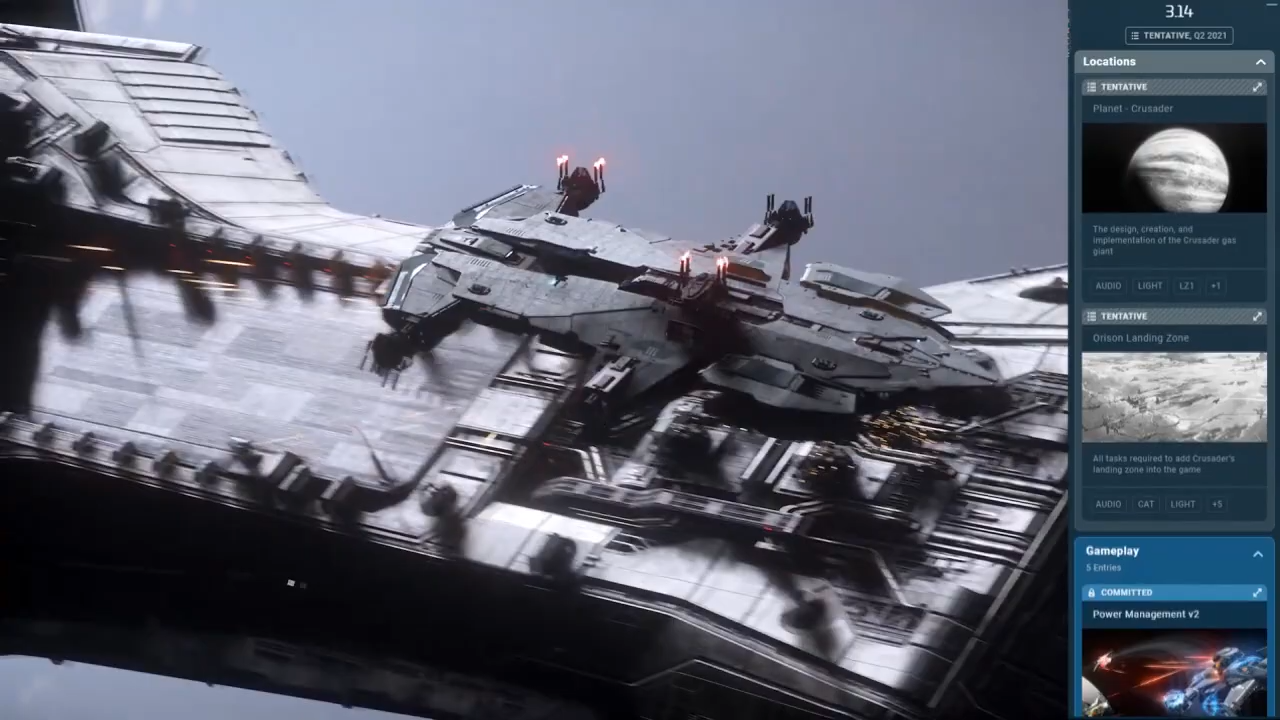 3.14
TENTATIVE, Q2 2021
Locations
TENTATIVE
Planet - Crusader
The design, creation, and
implementation of the Crusader gas
giant
AUDIO LIGHT LZ1 +1
TENTATIVE
Orison Landing Zone
All tasks required to add Crusader's
landing zone into the game
AUDIO CAT LIGHT +5
Gameplay
5 Entries
COMMITTED
Power Management v2